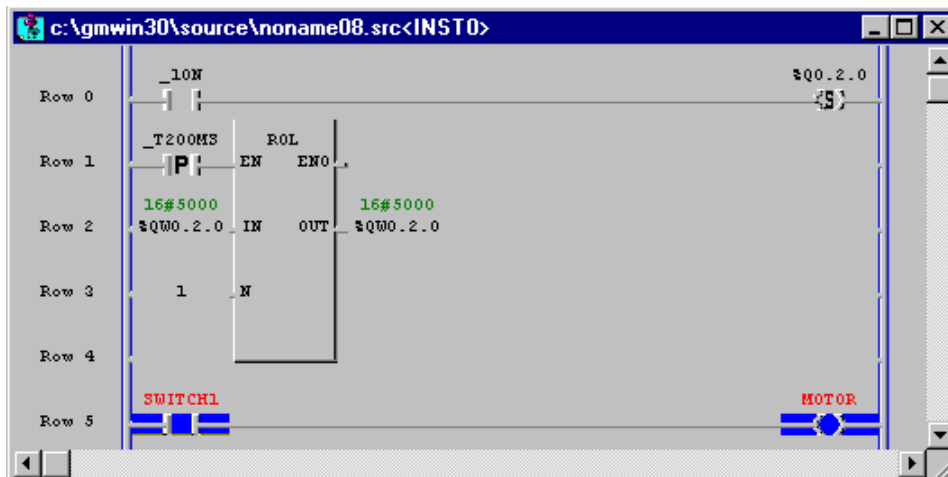 c:\gmwin30\source\noname08.src<INST0>
_1ON %Q0.2.0
Row 0 S
_T200MS ROL
Row 1 P EN ENO
16#5000 16#5000
Row 2 %QW0.2.0 IN OUT %QW0.2.0
Row 3 1 N
Row 4
SWITCH1 MOTOR
Row 5